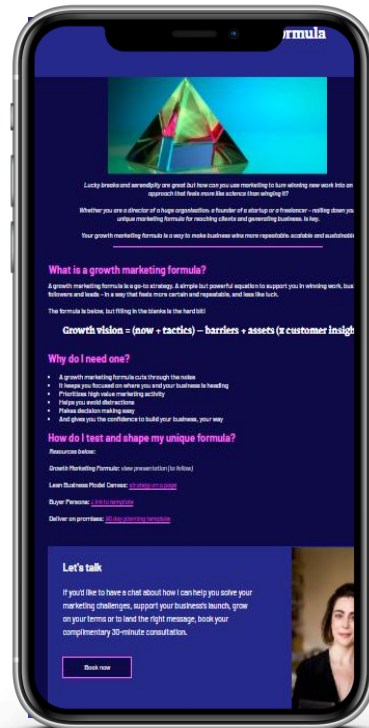 ormula
Lucky breaks and serendipity are great but how can you use marketing to turn winning new work into an
approach that feels more like science than winging it?
Whether you are a director of a huge organisation, a founder of a startup or a freelancer - nailing down you
unique marketing formula for reaching clients and generating business, is key.
Your growth marketing formula is a way to make business wins more repeatable, scalable and sustainable
What is a growth marketing formula?
A growth marketing formula is a go-to strategy. A simple but powerful equation to support you in winning work, bus
followers and leads - in a way that feels more certain and repeatable, and less like luck.
The formula is below, but filling in the blanks is the hard bit!
Growth vision = (now + tactics) – barriers + assets (x customer insigh
Why do I need one?
• A growth marketing formula cuts through the noise
• It keeps you focused on where you and your business is heading
• Prioritizes high value marketing activity
• Helps you avoid distractions
• Makes decision making easy
• And gives you the confidence to build your business, your way
How do I test and shape my unique formula?
Resources below:
Growth Marketing Formula: view presentation (to follow)
Lean Business Model Canvas: strategy on a page
Buyer Persona: Link to template
Deliver on promises: 90 day planning template
Let's talk
If you'd like to have a chat about how I can help you solve your
marketing challenges, support your business's launch, grow
on your terms or to land the right message, book your
complimentary 30-minute consultation.
Book now